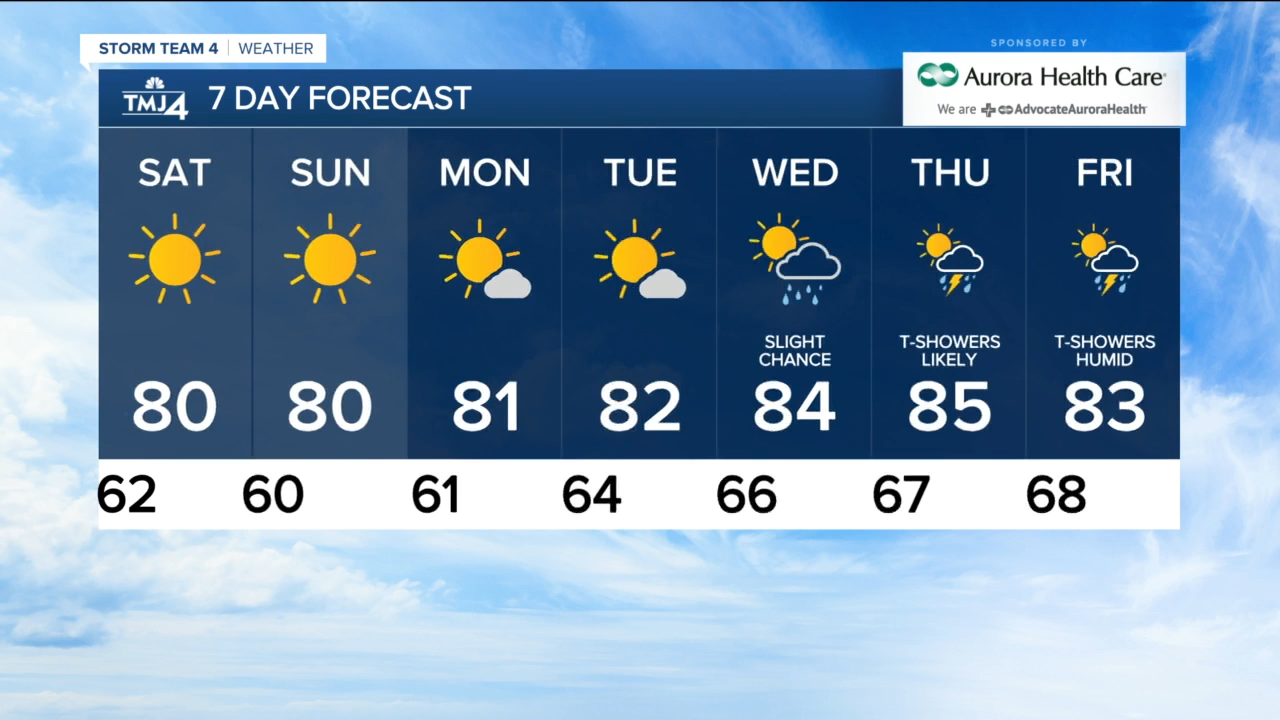 STORM TEAM 4 | WEATHER
SPONSORED BY
Aurora Health Care®
We are AdvocateAuroraHealth
TMJ4
7 DAY FORECAST
SAT SUN MON TUE WED THU FRI
SLIGHT CHANCE
T-SHOWERS LIKELY
T-SHOWERS HUMID
80 80 81 82 84 85 83
62 60 61 64 66 67 68